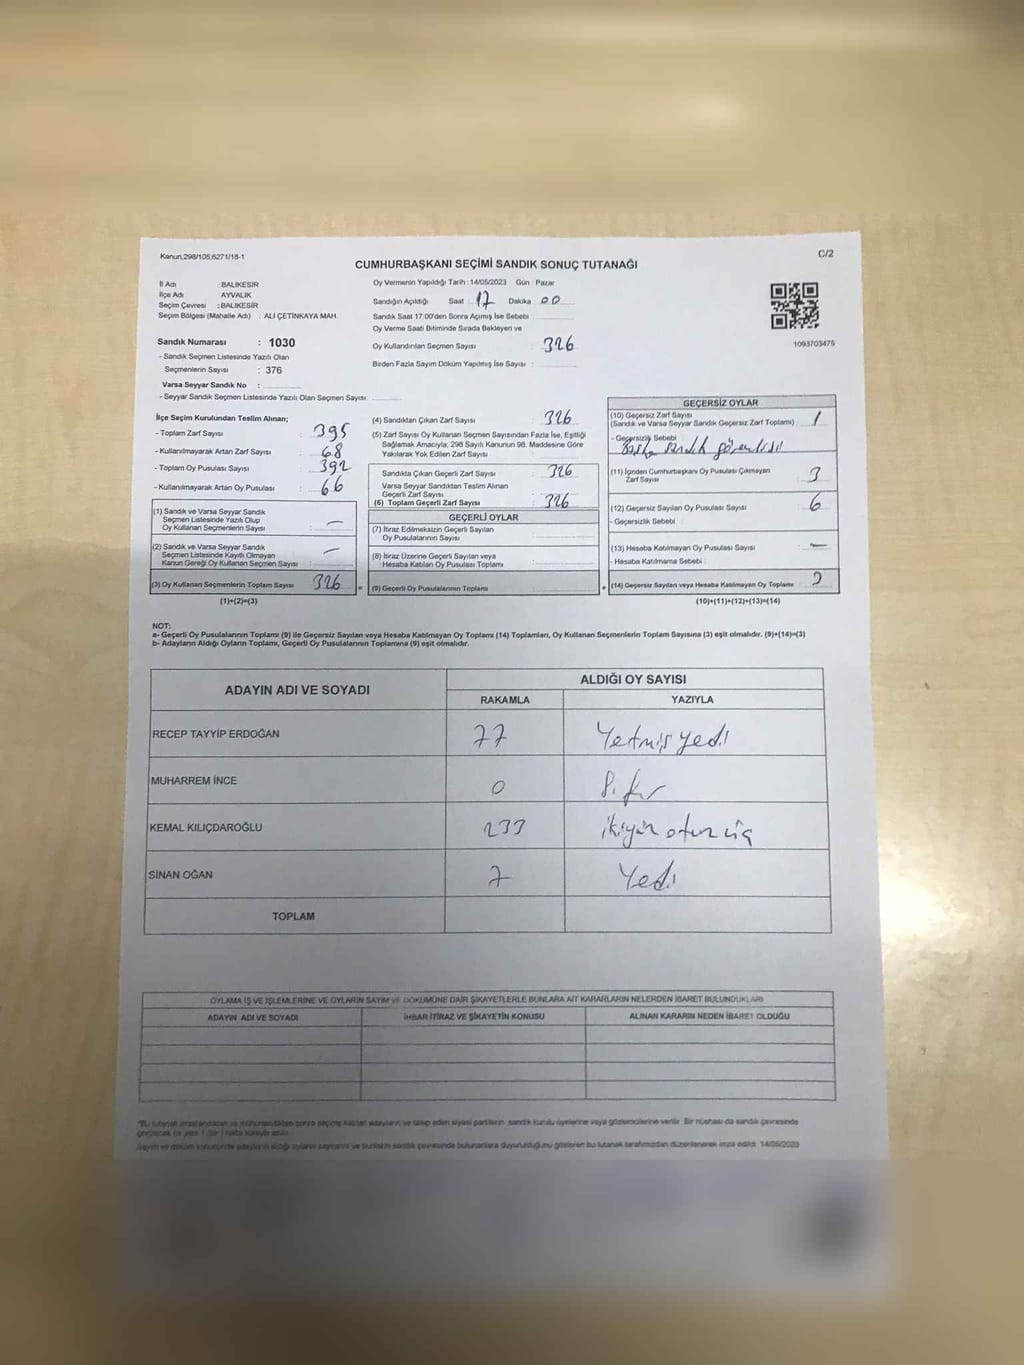 Kanun;298/105;6271/18-1
C/2
CUMHURBAŞKANI SEÇİMİ SANDIK SONUÇ TUTANAĞI
İl Adı : BALIKESİR
İlçe Adı : AYVALIK
Seçim Çevresi : BALIKESİR
Seçim Bölgesi (Mahalle Adı) : ALİ ÇETİNKAYA MAH.
Sandık Numarası : 1030
- Sandık Seçmen Listesinde Yazılı Olan
Seçmenlerin Sayısı : 376
Varsa Seyyar Sandık No :
- Seyyar Sandık Seçmen Listesinde Yazılı Olan Seçmen Sayısı
Oy Vermenin Yapıldığı Tarih :14/05/2023 Gün : Pazar
Sandığın Açıldığı Saat : 17 Dakika : 00
Sandık Saat 17.00'den Sonra Açımış İse Sebebi :
Oy Verme Saati Bitiminde Sırada Bekleyen ve
Oy Kullandırılan Seçmen Sayısı : 326
Birden Fazla Sayım Döküm Yapılmış İse Sayısı :
1093703475
İlçe Seçim Kurulundan Teslim Alınan;
- Toplam Zarf Sayısı : 395
- Kullanılmayarak Artan Zarf Sayısı : 68
- Toplam Oy Pusulası Sayısı : 392
- Kullanılmayarak Artan Oy Pusulası : 66
(1) Sandık ve Varsa Seyyar Sandık
Seçmen Listesinde Yazılı Olup
Oy Kullanan Seçmenlerin Sayısı : —
(2) Sandık ve Varsa Seyyar Sandık
Seçmen Listesinde Kayıtlı Olmayan
Kanun Gereği Oy Kullanan Seçmen Sayısı : —
(3) Oy Kullanan Seçmenlerin Toplam Sayısı : 326
(1)+(2)=(3)
(4) Sandıktan Çıkan Zarf Sayısı : 326
(5) Zarf Sayısı Oy Kullanan Seçmen Sayısından Fazla İse, Eşitliği
Sağlamak Amacıyla; 298 Sayılı Kanunun 98. Maddesine Göre
Yakılarak Yok Edilen Zarf Sayısı :
Sandıkta Çıkan Geçerli Zarf Sayısı : 326
Varsa Seyyar Sandıktan Teslim Alınan
Geçerli Zarf Sayısı :
(6) Toplam Geçerli Zarf Sayısı : 326
GEÇERLİ OYLAR
(7) İtiraz Edilmeksizin Geçerli Sayılan
Oy Pusulalarının Sayısı :
(8) İtiraz Üzerine Geçerli Sayılan veya
Hesaba Katılan Oy Pusulası Toplamı :
(9) Geçerli Oy Pusulalarının Toplamı :
GEÇERSİZ OYLAR
(10) Geçersiz Zarf Sayısı
(Sandık ve Varsa Seyyar Sandık Geçersiz Zarf Toplamı) : 1
- Geçersizlik Sebebi
Başka sandık görevlisi
(11) İçinden Cumhurbaşkanı Oy Pusulası Çıkmayan
Zarf Sayısı : 3
(12) Geçersiz Sayılan Oy Pusulası Sayısı : 6
- Geçersizlik Sebebi :
(13) Hesaba Katılmayan Oy Pusulası Sayısı : —
- Hesaba Katılmama Sebebi :
(14) Geçersiz Sayılan veya Hesaba Katılmayan Oy Toplamı :
(10)+(11)+(12)+(13)=(14)
NOT:
a- Geçerli Oy Pusulalarının Toplamı (9) ile Geçersiz Sayılan veya Hesaba Katılmayan Oy Toplamı (14) Toplamları, Oy Kullanan Seçmenlerin Toplam Sayısına (3) eşit olmalıdır. (9)+(14)=(3)
b- Adayların Aldığı Oyların Toplamı, Geçerli Oy Pusulalarının Toplamına (9) eşit olmalıdır.
ADAYIN ADI VE SOYADI
ALDIĞI OY SAYISI
RAKAMLA YAZIYLA
RECEP TAYYİP ERDOĞAN 77 Yetmiş yedi
MUHARREM İNCE 0 Sıfır
KEMAL KILIÇDAROĞLU 233 ikiyüz otuz üç
SİNAN OĞAN 7 Yedi
TOPLAM
OYLAMA İŞ VE İŞLEMLERİNE VE OYLARIN SAYIM VE DÖKÜMÜNE DAİR ŞİKAYETLERLE BUNLARA AİT KARARLARIN NELERDEN İBARET BULUNDUKLARI
ADAYIN ADI VE SOYADI İHBAR İTİRAZ VE ŞİKAYETİN KONUSU ALINAN KARARIN NEDEN İBARET OLDUĞU